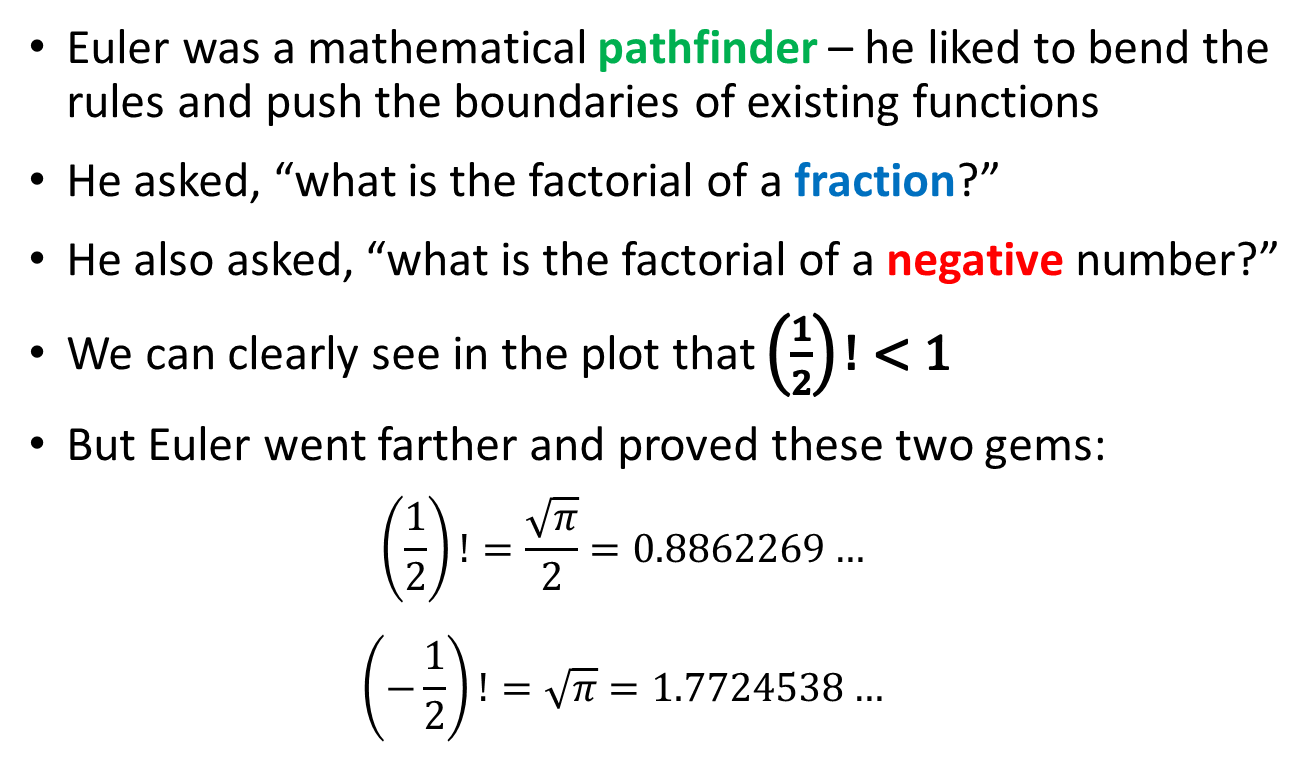 • Euler was a mathematical pathfinder – he liked to bend the
rules and push the boundaries of existing functions
• He asked, “what is the factorial of a fraction?”
• He also asked, “what is the factorial of a negative number?”
• We can clearly see in the plot that (1/2)! < 1
• But Euler went farther and proved these two gems:
(1/2)! = √π/2 = 0.8862269 …
(−1/2)! = √π = 1.7724538 …